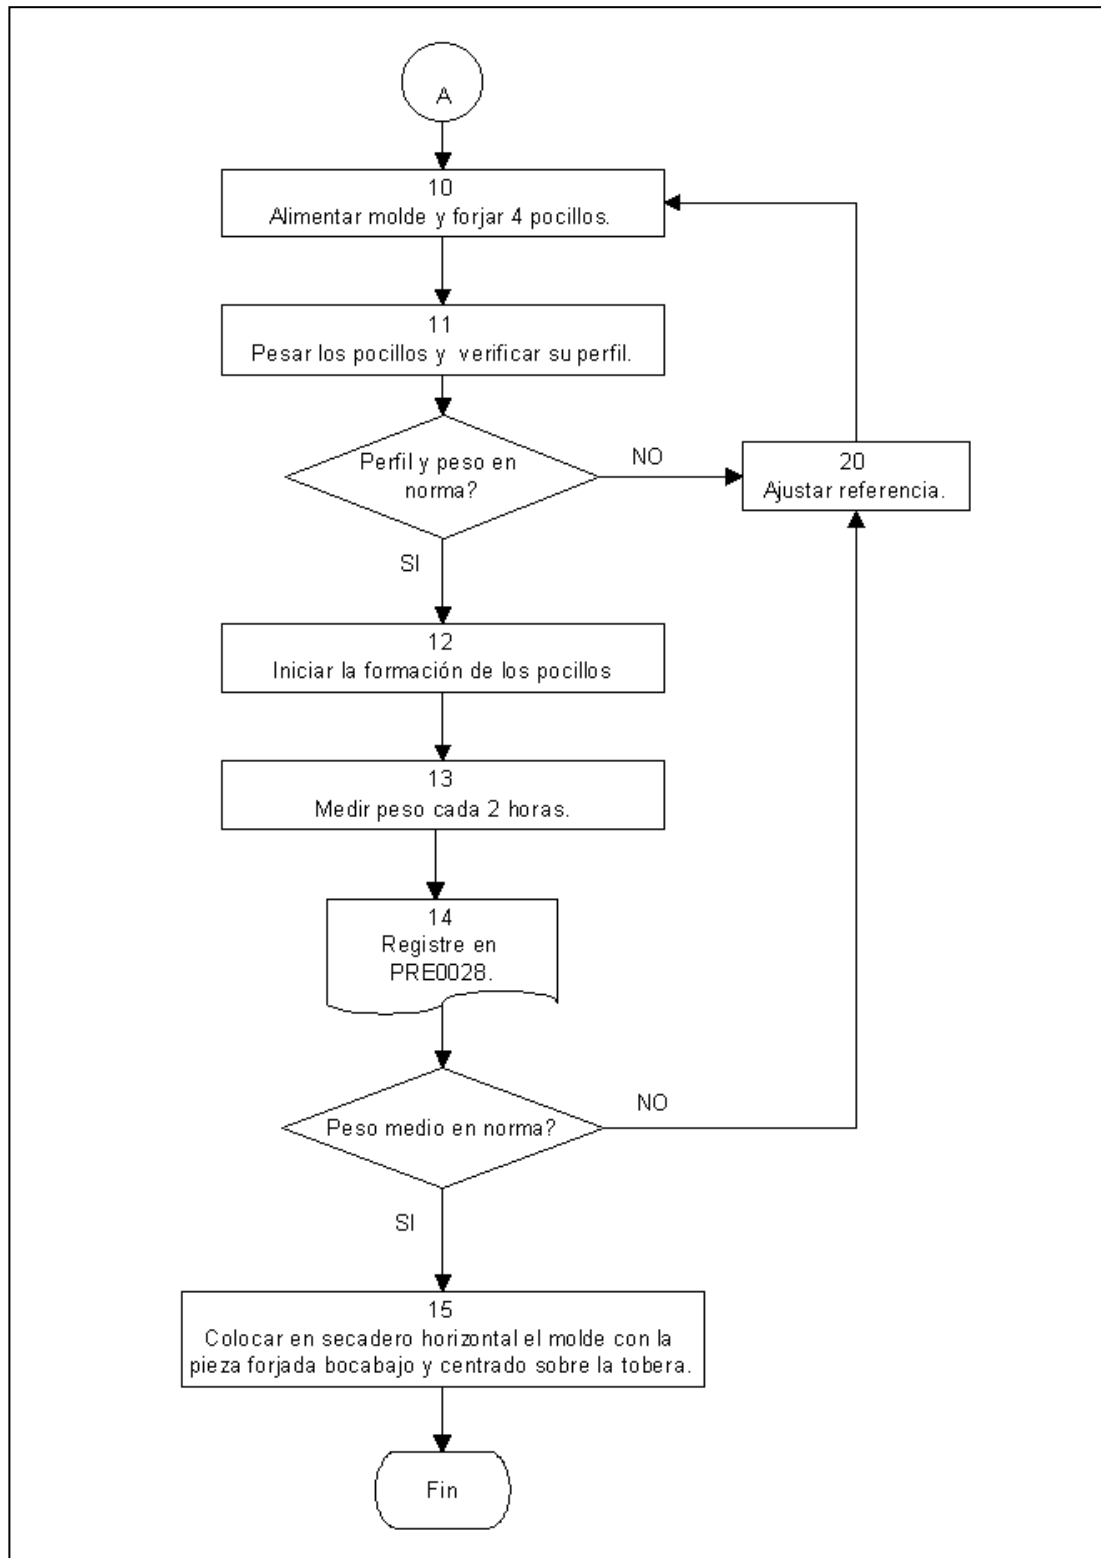 A
10
Alimentar molde y forjar 4 pocillos.
11
Pesar los pocillos y verificar su perfil.
Perfil y peso en
norma?
NO
20
Ajustar referencia.
SI
12
Iniciar la formación de los pocillos
13
Medir peso cada 2 horas.
14
Registre en
PRE0028.
Peso medio en norma?
NO
SI
15
Colocar en secadero horizontal el molde con la
pieza forjada bocabajo y centrado sobre la tobera.
Fin